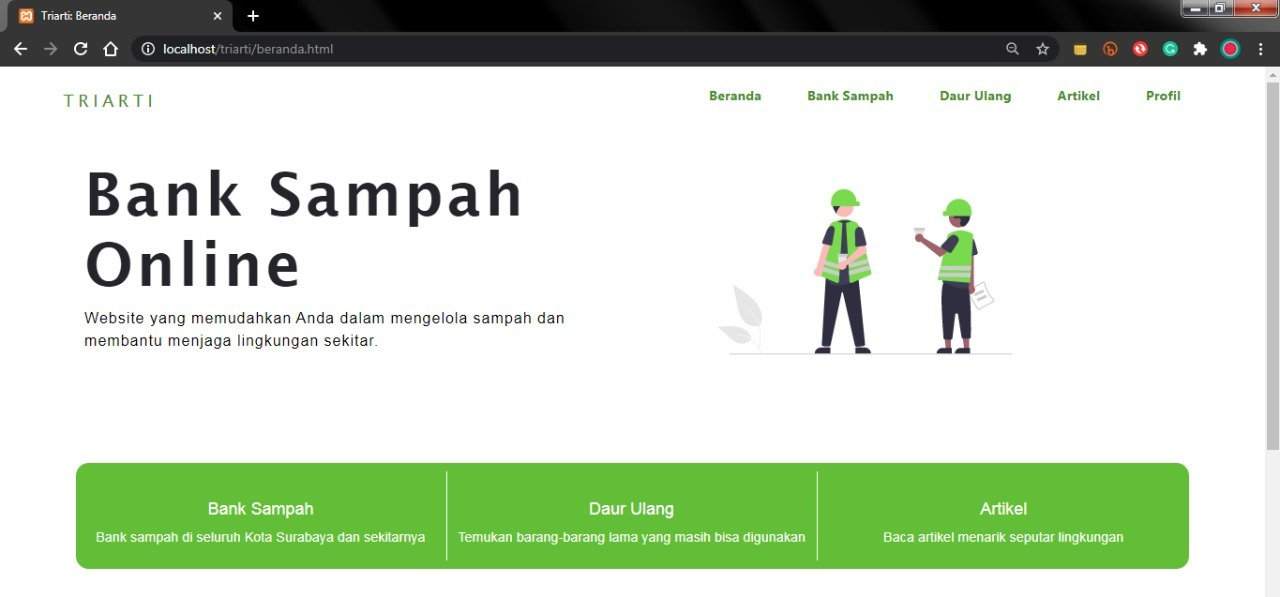 Triarti: Beranda
localhost/triarti/beranda.html
TRIARTI
Beranda Bank Sampah Daur Ulang Artikel Profil
Bank Sampah
Online
Website yang memudahkan Anda dalam mengelola sampah dan
membantu menjaga lingkungan sekitar.
Bank Sampah
Bank sampah di seluruh Kota Surabaya dan sekitarnya
Daur Ulang
Temukan barang-barang lama yang masih bisa digunakan
Artikel
Baca artikel menarik seputar lingkungan